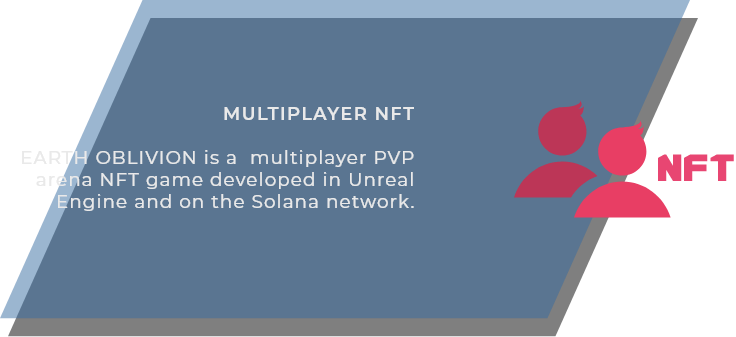 MULTIPLAYER NFT
EARTH OBLIVION is a  multiplayer PVP
arena NFT game developed in Unreal
Engine and on the Solana network.
NFT